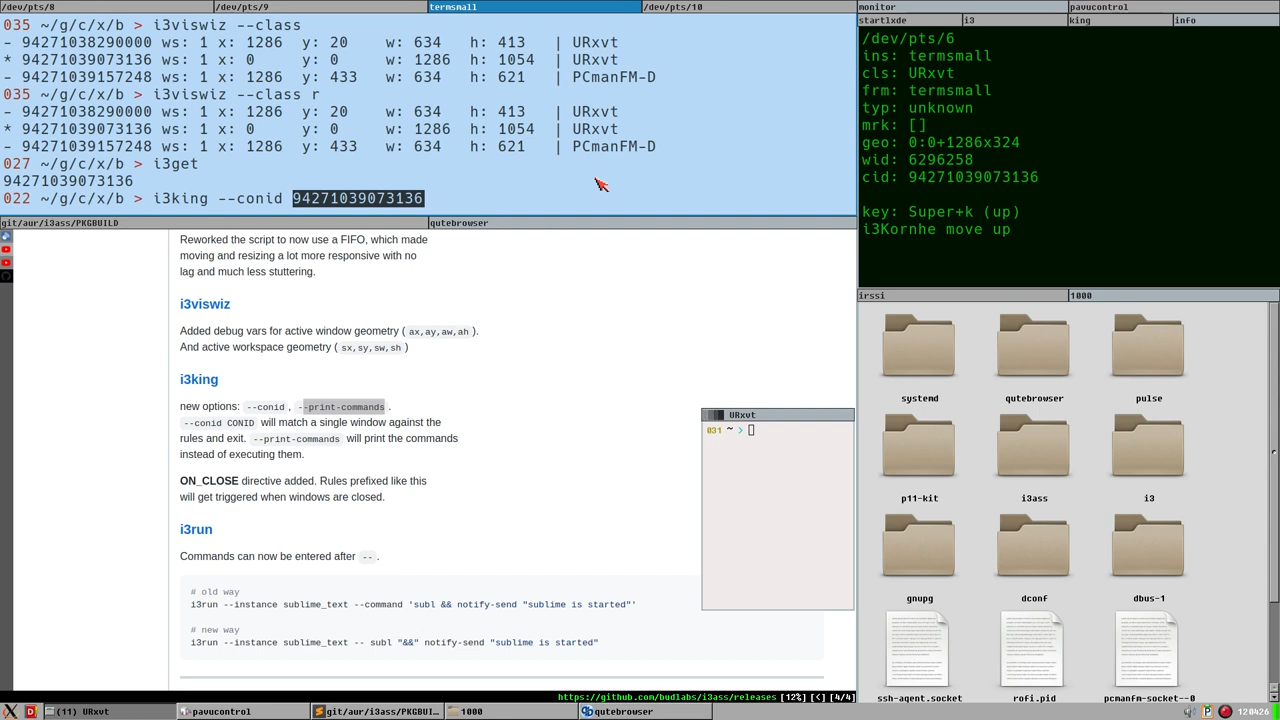 /dev/pts/8
/dev/pts/9
termsmall
/dev/pts/10
monitor
pavucontrol
startlxde
i3
king
info
035 ~/g/c/x/b > i3viswiz --class
- 94271038290000 ws: 1 x: 1286 y: 20 w: 634 h: 413 | URxvt
* 94271039073136 ws: 1 x: 0 y: 0 w: 1286 h: 1054 | URxvt
- 94271039157248 ws: 1 x: 1286 y: 433 w: 634 h: 621 | PCmanFM-D
035 ~/g/c/x/b > i3viswiz --class r
- 94271038290000 ws: 1 x: 1286 y: 20 w: 634 h: 413 | URxvt
* 94271039073136 ws: 1 x: 0 y: 0 w: 1286 h: 1054 | URxvt
- 94271039157248 ws: 1 x: 1286 y: 433 w: 634 h: 621 | PCmanFM-D
027 ~/g/c/x/b > i3get
94271039073136
022 ~/g/c/x/b > i3king --conid 94271039073136
/dev/pts/6
ins: termsmall
cls: URxvt
frm: termsmall
typ: unknown
mrk: []
geo: 0:0+1286x324
wid: 6296258
cid: 94271039073136
key: Super+k (up)
i3Kornhe move up
git/aur/i3ass/PKGBUILD
qutebrowser
Reworked the script to now use a FIFO, which made
moving and resizing a lot more responsive with no
lag and much less stuttering.
i3viswiz
Added debug vars for active window geometry ( ax,ay,aw,ah ).
And active workspace geometry ( sx,sy,sw,sh )
i3king
new options: --conid , --print-commands .
--conid CONID will match a single window against the
rules and exit. --print-commands will print the commands
instead of executing them.
ON_CLOSE directive added. Rules prefixed like this
will get triggered when windows are closed.
i3run
Commands can now be entered after -- .
# old way
i3run --instance sublime_text --command 'subl && notify-send "sublime is started"'
# new way
i3run --instance sublime_text -- subl "&&" notify-send "sublime is started"
URxvt
031 ~ >
irssi
1000
systemd
qutebrowser
pulse
p11-kit
i3ass
i3
gnupg
dconf
dbus-1
ssh-agent.socket
rofi.pid
pcmanfm-socket--0
https://github.com/budlabs/i3ass/releases [12%] [<] [4/4]
(11) URxvt
pavucontrol
git/aur/i3ass/PKGBUI...
1000
qutebrowser
120426